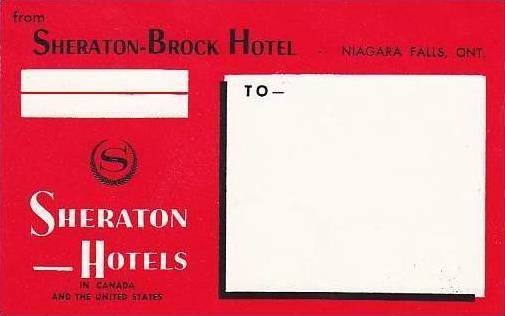 from
SHERATON-BROCK HOTEL - NIAGARA FALLS, ONT.
TO—
S
SHERATON
— HOTELS
IN CANADA
AND THE UNITED STATES